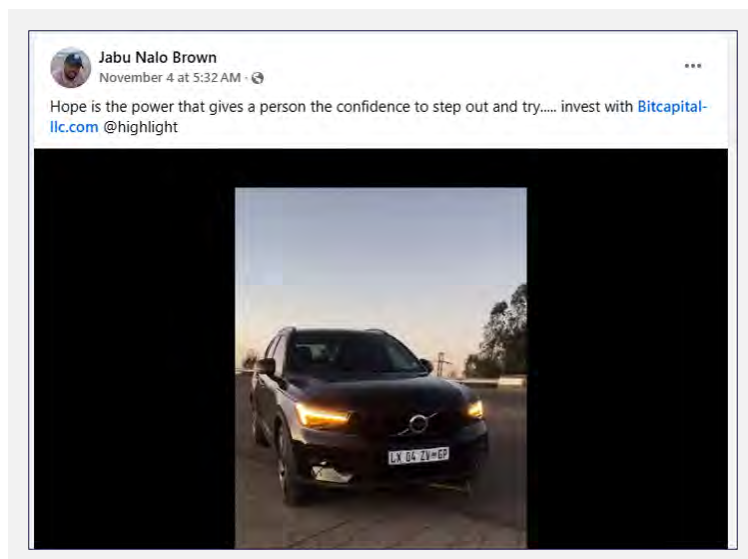 Jabu Nalo Brown
November 4 at 5:32 AM ·
Hope is the power that gives a person the confidence to step out and try..... invest with Bitcapital-
llc.com @highlight
LX 04 ZV GP